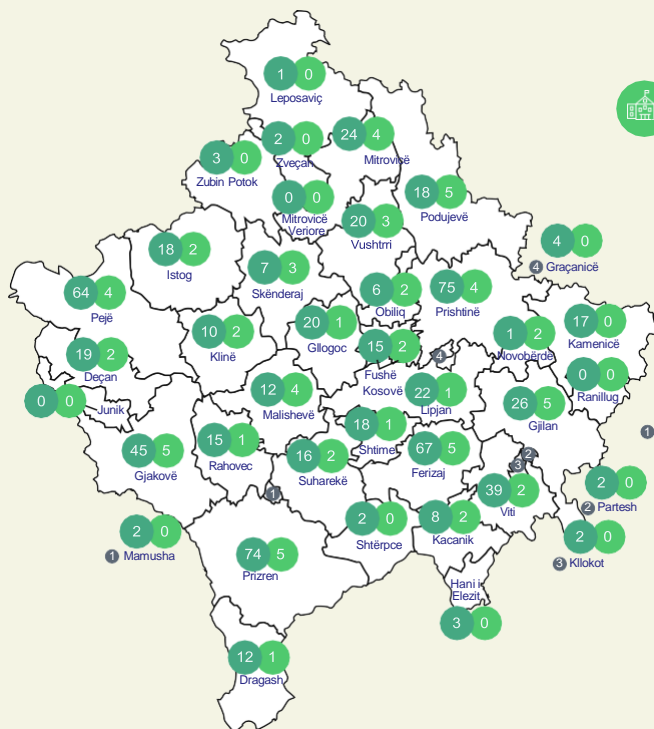 1 0
Leposaviç
2 0
Zveçan
24 4
Mitrovicë
3 0
Zubin Potok
0 0
Mitrovicë
Veriore
18 5
Podujevë
20 3
Vushtrri
4 0
4 Graçanicë
18 2
Istog
7 3
Skënderaj
64 4
Pejë
6 2
Obiliq
75 4
Prishtinë
17 0
Kamenicë
20 1
Gllogoc
10 2
Klinë
15 2
Fushë
Kosovë
4
1 2
Novobërdë
19 2
Deçan
0 0
Ranillug
0 0
Junik
12 4
Malishevë
22 1
Lipjan
26 5
Gjilan
18 1
Shtime
1
15 1
Rahovec
45 5
Gjakovë
16 2
Suharekë
67 5
Ferizaj
2
3
39 2
Viti
2 0
2 Partesh
1
2 0
1 Mamusha
2 0
Shtërpce
8 2
Kacanik
2 0
3 Kllokot
74 5
Prizren
Hani i
Elezit
3 0
12 1
Dragash